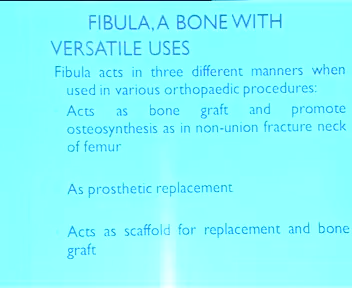 FIBULA, A BONE WITH
VERSATILE USES
Fibula acts in three different manners when
used in various orthopaedic procedures:
Acts as bone graft and promote
osteosynthesis as in non-union fracture neck
of femur
As prosthetic replacement
Acts as scaffold for replacement and bone
graft